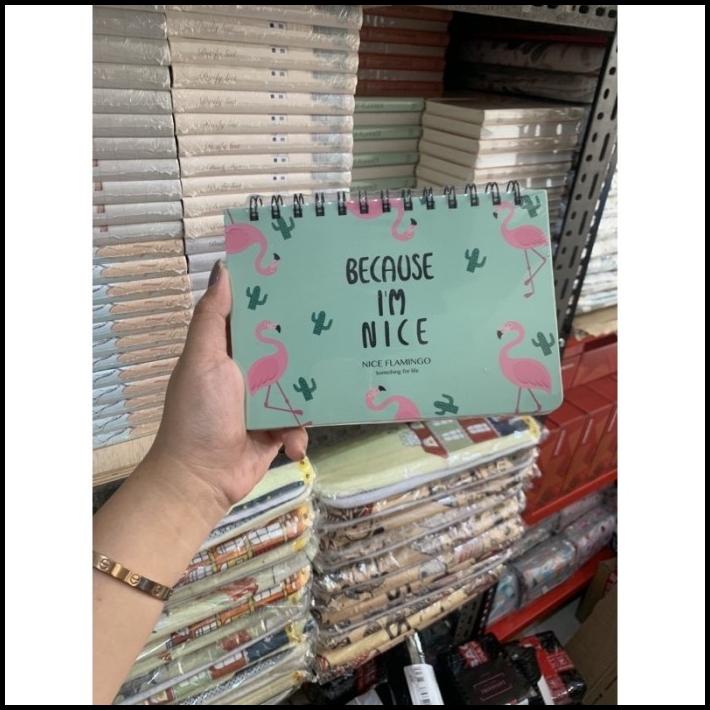 BECAUSE
I'M
NICE
NICE FLAMINGO
Something for life